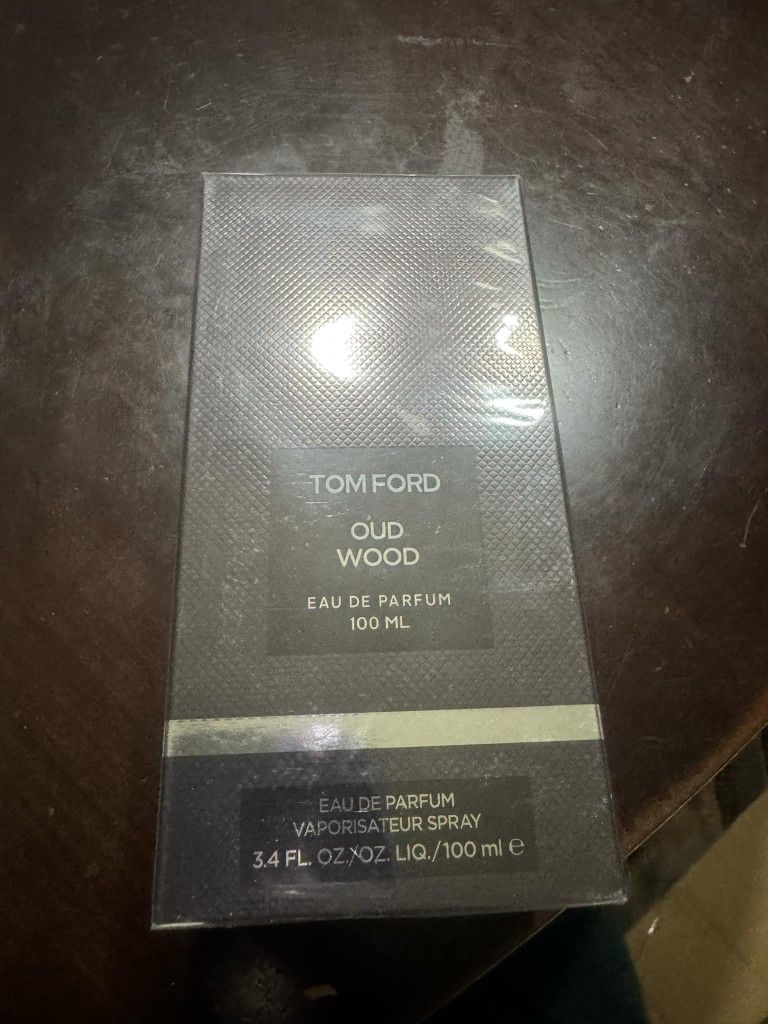 TOM FORD
OUD
WOOD
EAU DE PARFUM
100 ML
EAU DE PARFUM
VAPORISATEUR SPRAY
3.4 FL. OZ./OZ. LIQ./100 ml ℮